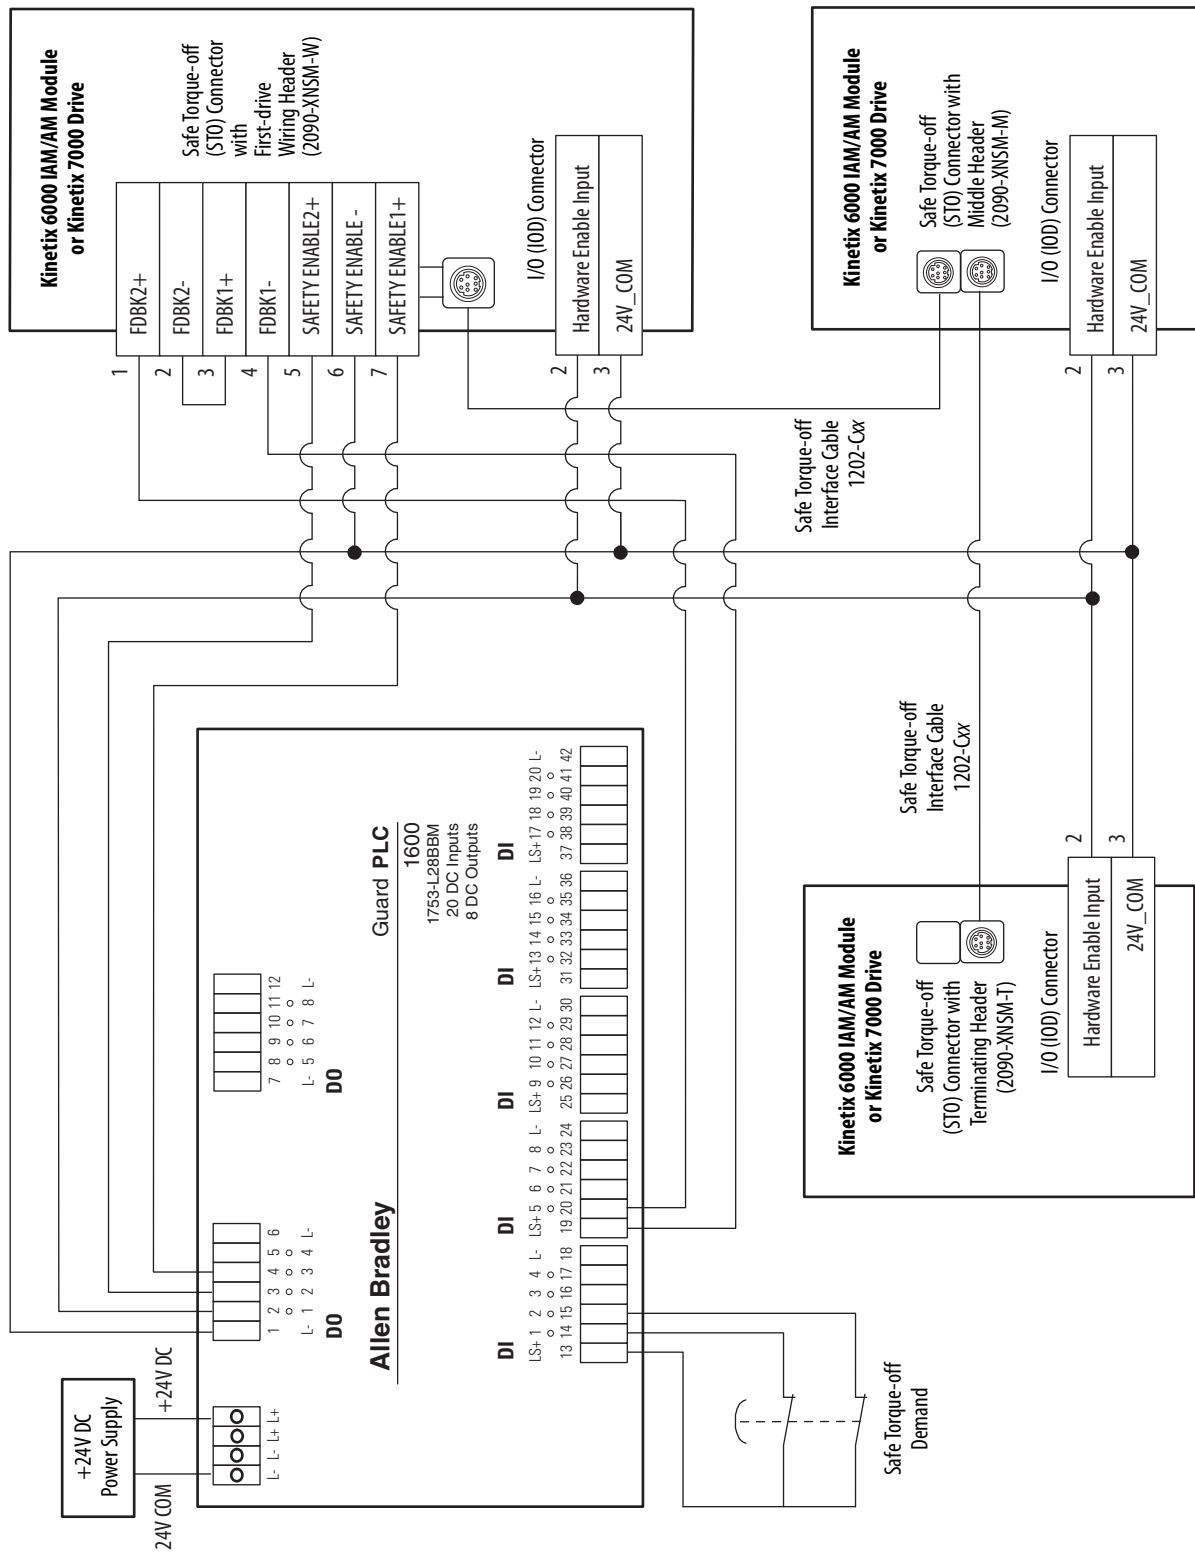 +24V DC
Power Supply
24V COM
+24V DC
L- L- L+ L+
1 2 3 4 5 6
L- 1 2 3 4 L-
DO
7 8 9 10 11 12
L- 5 6 7 8 L-
DO
Allen Bradley
Guard PLC
1600
1753-L28BBM
20 DC Inputs
8 DC Outputs
DI
LS+ 1 2 3 4 L-
13 14 15 16 17 18
DI
LS+ 5 6 7 8 L-
19 20 21 22 23 24
DI
LS+ 9 10 11 12 L-
25 26 27 28 29 30
DI
LS+ 13 14 15 16 L-
31 32 33 34 35 36
DI
LS+ 17 18 19 20 L-
37 38 39 40 41 42
Safe Torque-off
Demand
Kinetix 6000 IAM/AM Module
or Kinetix 7000 Drive
Safe Torque-off
(STO) Connector
with
First-drive
Wiring Header
(2090-XNSM-W)
1 FDBK2+
2 FDBK2-
3 FDBK1+
4 FDBK1-
5 SAFETY ENABLE2+
6 SAFETY ENABLE -
7 SAFETY ENABLE1+
I/O (IOD) Connector
2 Hardware Enable Input
3 24V_COM
Safe Torque-off
Interface Cable
1202-Cxx
Kinetix 6000 IAM/AM Module
or Kinetix 7000 Drive
Safe Torque-off
(STO) Connector with
Middle Header
(2090-XNSM-M)
I/O (IOD) Connector
2 Hardware Enable Input
3 24V_COM
Safe Torque-off
Interface Cable
1202-Cxx
Kinetix 6000 IAM/AM Module
or Kinetix 7000 Drive
Safe Torque-off
(STO) Connector with
Terminating Header
(2090-XNSM-T)
I/O (IOD) Connector
Hardware Enable Input 2
24V_COM 3